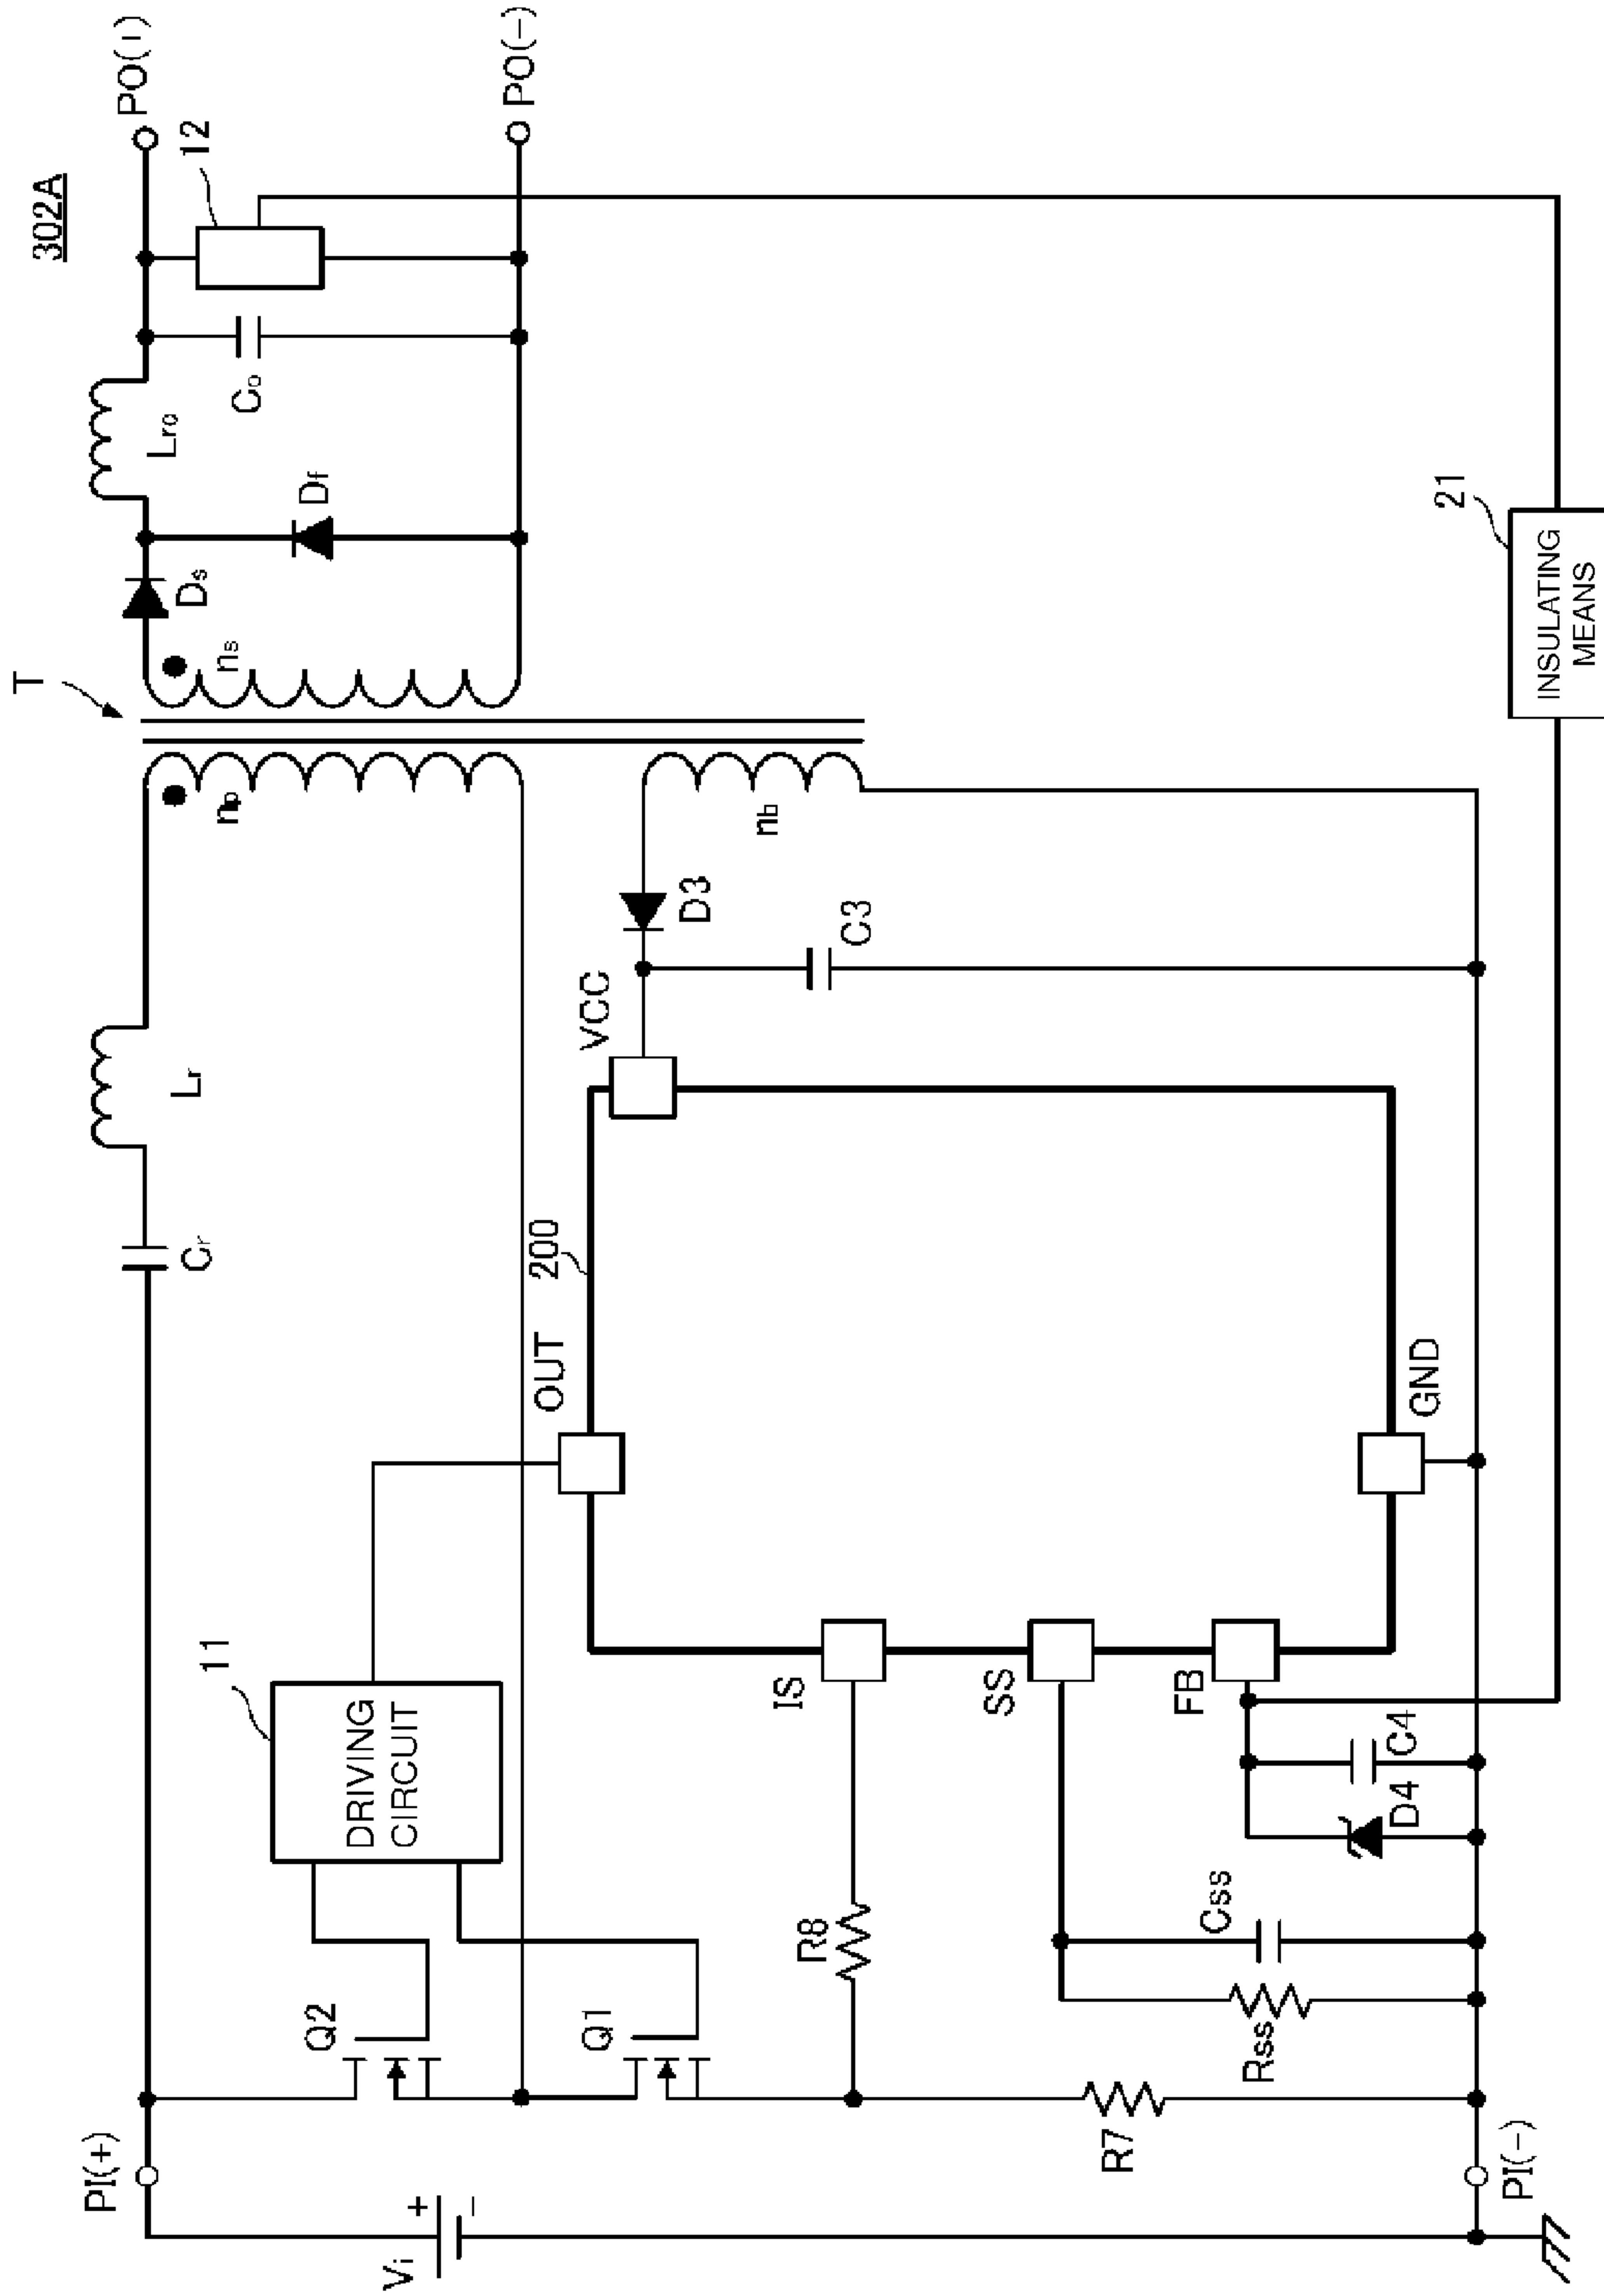 302A
T
PO(+)
12
Lr
Cr
np
ns
Ds
Lro
Df
Co
PO(-)
PI(+)
Q2
11
DRIVING
CIRCUIT
OUT
200
VCC
D3
nb
C3
Vi
+
-
Q1
R8
IS
SS
FB
GND
R7
Rss
Css
D4
C4
PI(-)
21
INSULATING
MEANS